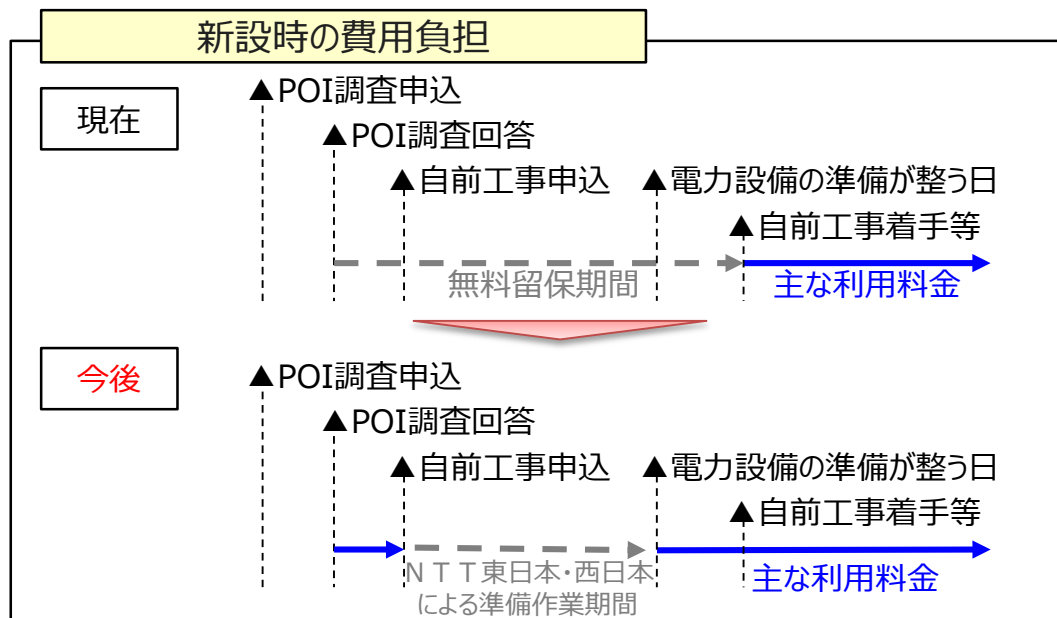 新設時の費用負担
現在
▲POI調査申込
▲POI調査回答
▲自前工事申込
▲電力設備の準備が整う日
▲自前工事着手等
無料留保期間
主な利用料金
今後
▲POI調査申込
▲POI調査回答
▲自前工事申込
▲電力設備の準備が整う日
▲自前工事着手等
ＮＴＴ東日本・西日本
による準備作業期間
主な利用料金